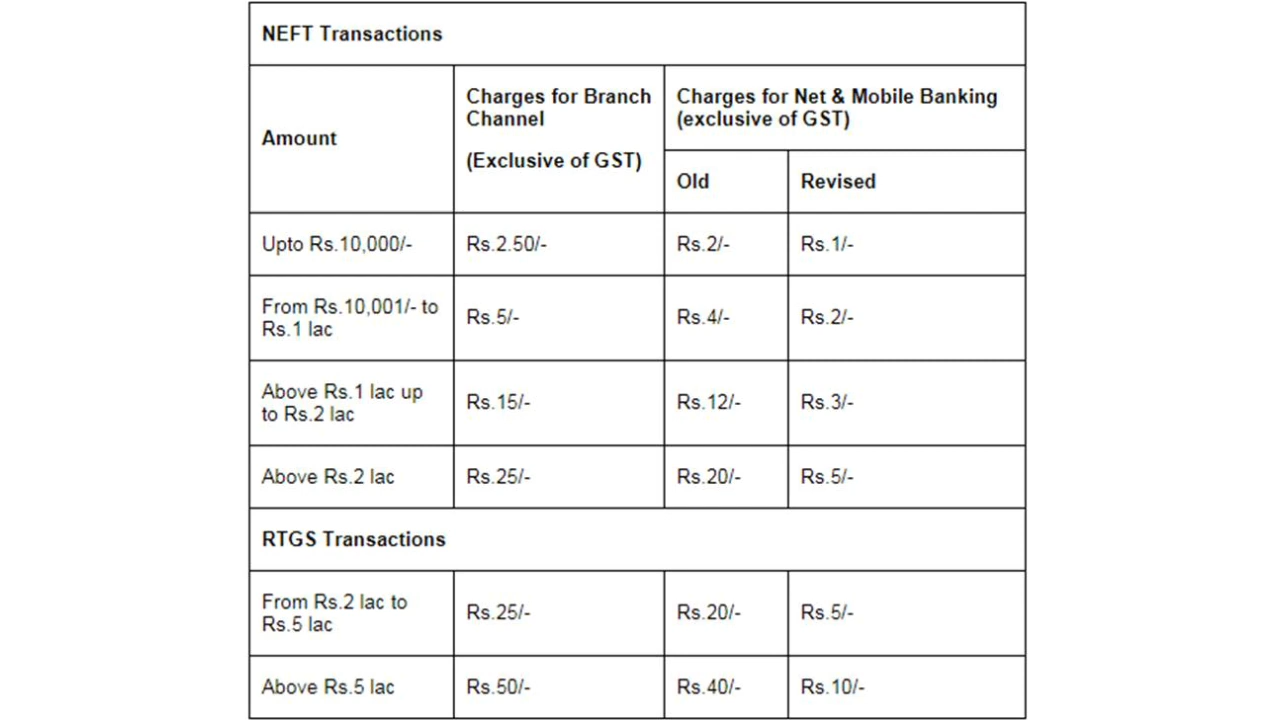 NEFT Transactions
Amount
Charges for Branch
Channel
(Exclusive of GST)
Charges for Net & Mobile Banking
(exclusive of GST)
Old
Revised
Upto Rs.10,000/-
Rs.2.50/-
Rs.2/-
Rs.1/-
From Rs.10,001/- to
Rs.1 lac
Rs.5/-
Rs.4/-
Rs.2/-
Above Rs.1 lac up
to Rs.2 lac
Rs.15/-
Rs.12/-
Rs.3/-
Above Rs.2 lac
Rs.25/-
Rs.20/-
Rs.5/-
RTGS Transactions
From Rs.2 lac to
Rs.5 lac
Rs.25/-
Rs.20/-
Rs.5/-
Above Rs.5 lac
Rs.50/-
Rs.40/-
Rs.10/-